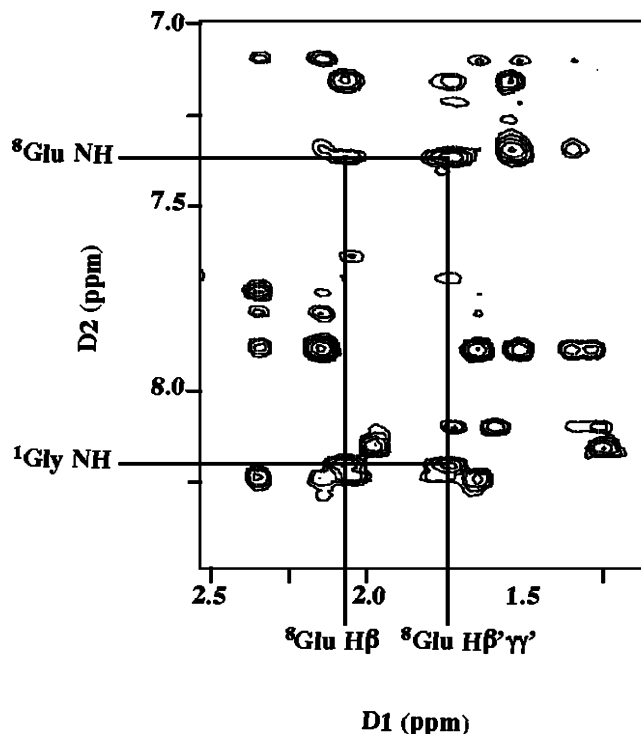 7.0
⁸Glu NH
7.5
D2 (ppm)
8.0
¹Gly NH
2.5 2.0 1.5
⁸Glu Hβ ⁸Glu Hβ’γγ’
D1 (ppm)